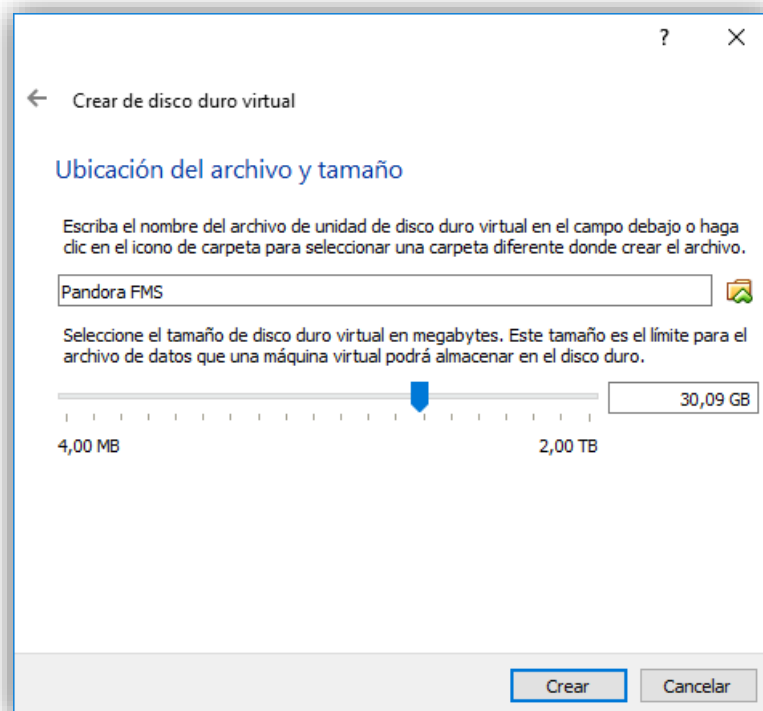 ?
Crear de disco duro virtual
Ubicación del archivo y tamaño
Escriba el nombre del archivo de unidad de disco duro virtual en el campo debajo o haga
clic en el icono de carpeta para seleccionar una carpeta diferente donde crear el archivo.
Pandora FMS
Seleccione el tamaño de disco duro virtual en megabytes. Este tamaño es el límite para el
archivo de datos que una máquina virtual podrá almacenar en el disco duro.
30,09 GB
4,00 MB 2,00 TB
Crear Cancelar